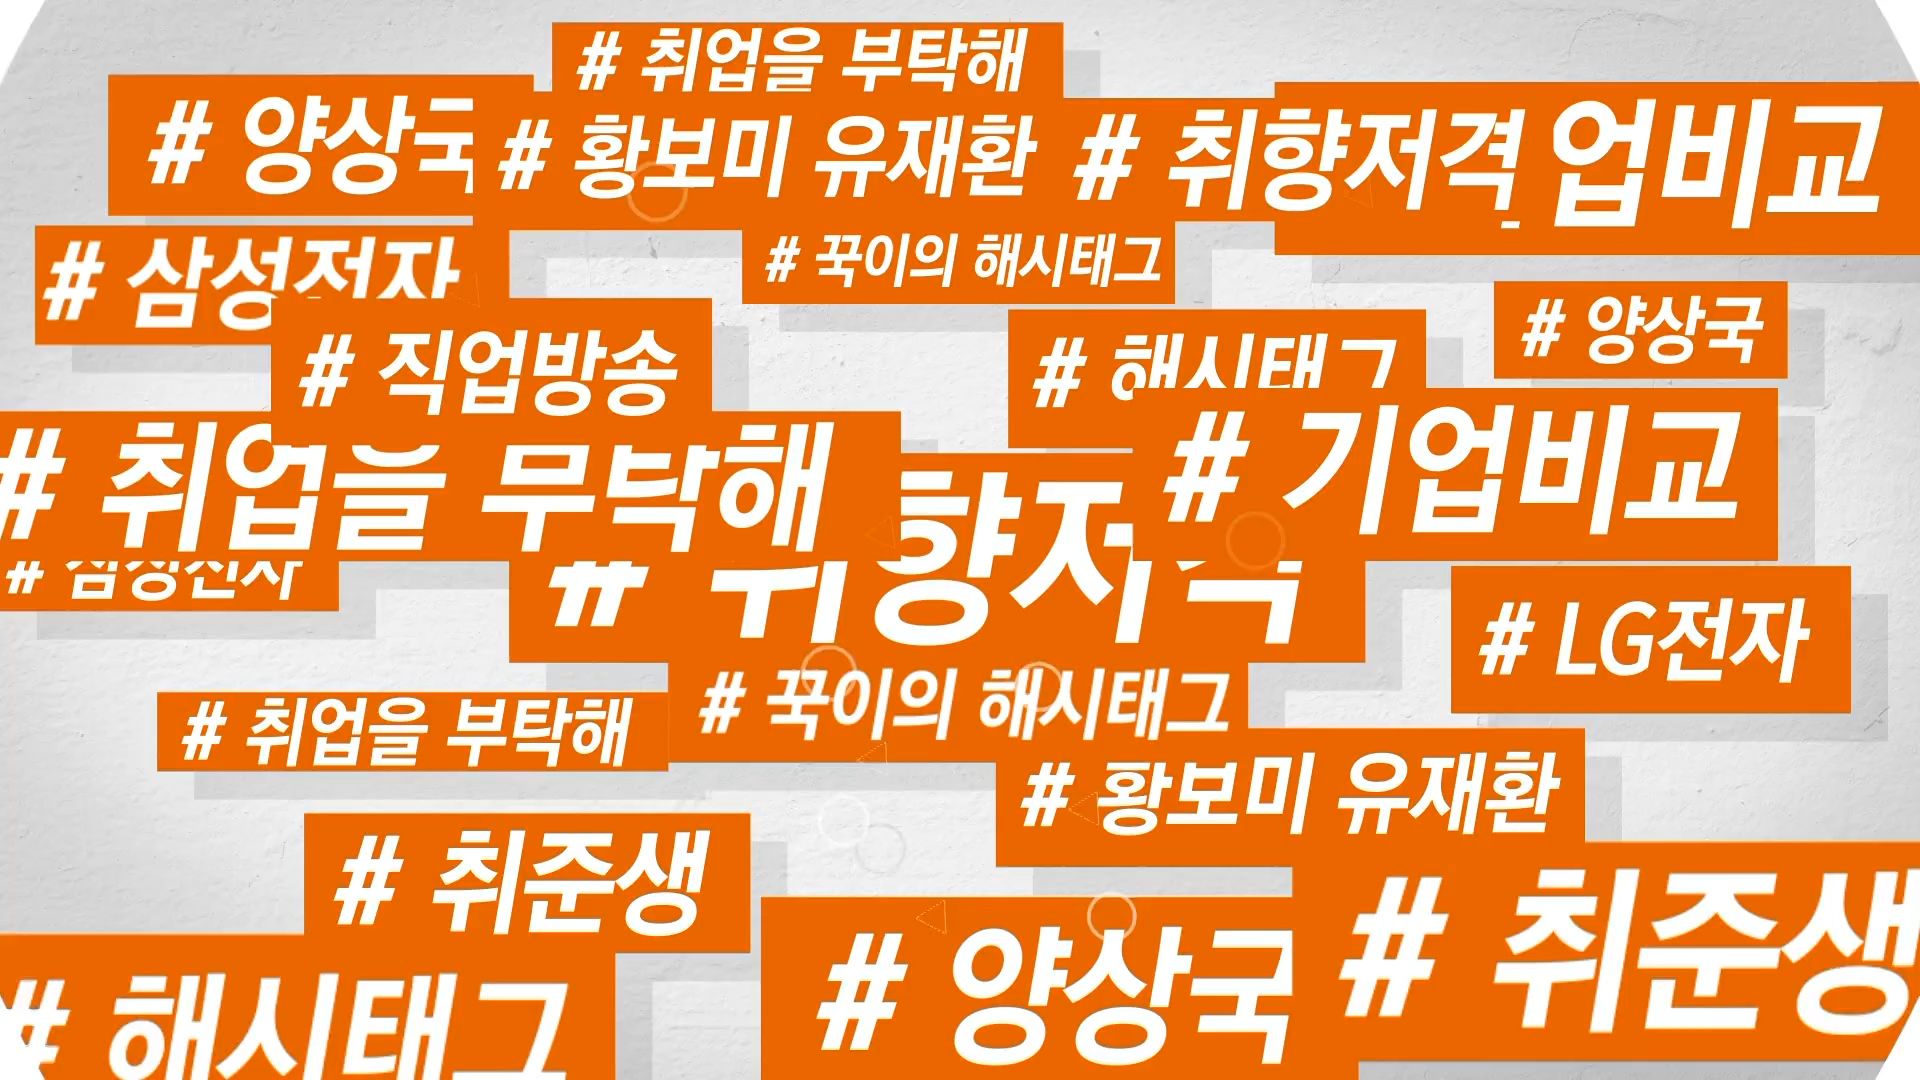 # 취업을 부탁해
# 양상국
# 황보미 유재환
# 취향저격
업비교
# 삼성전자
# 꾹이의 해시태그
# 양상국
# 직업방송
# 해시태그
# 기업비교
# 취업을 부탁해
# 취향저격
# 삼성전자
# LG전자
# 꾹이의 해시태그
# 취업을 부탁해
# 황보미 유재환
# 취준생
# 양상국
# 취준생
# 해시태그